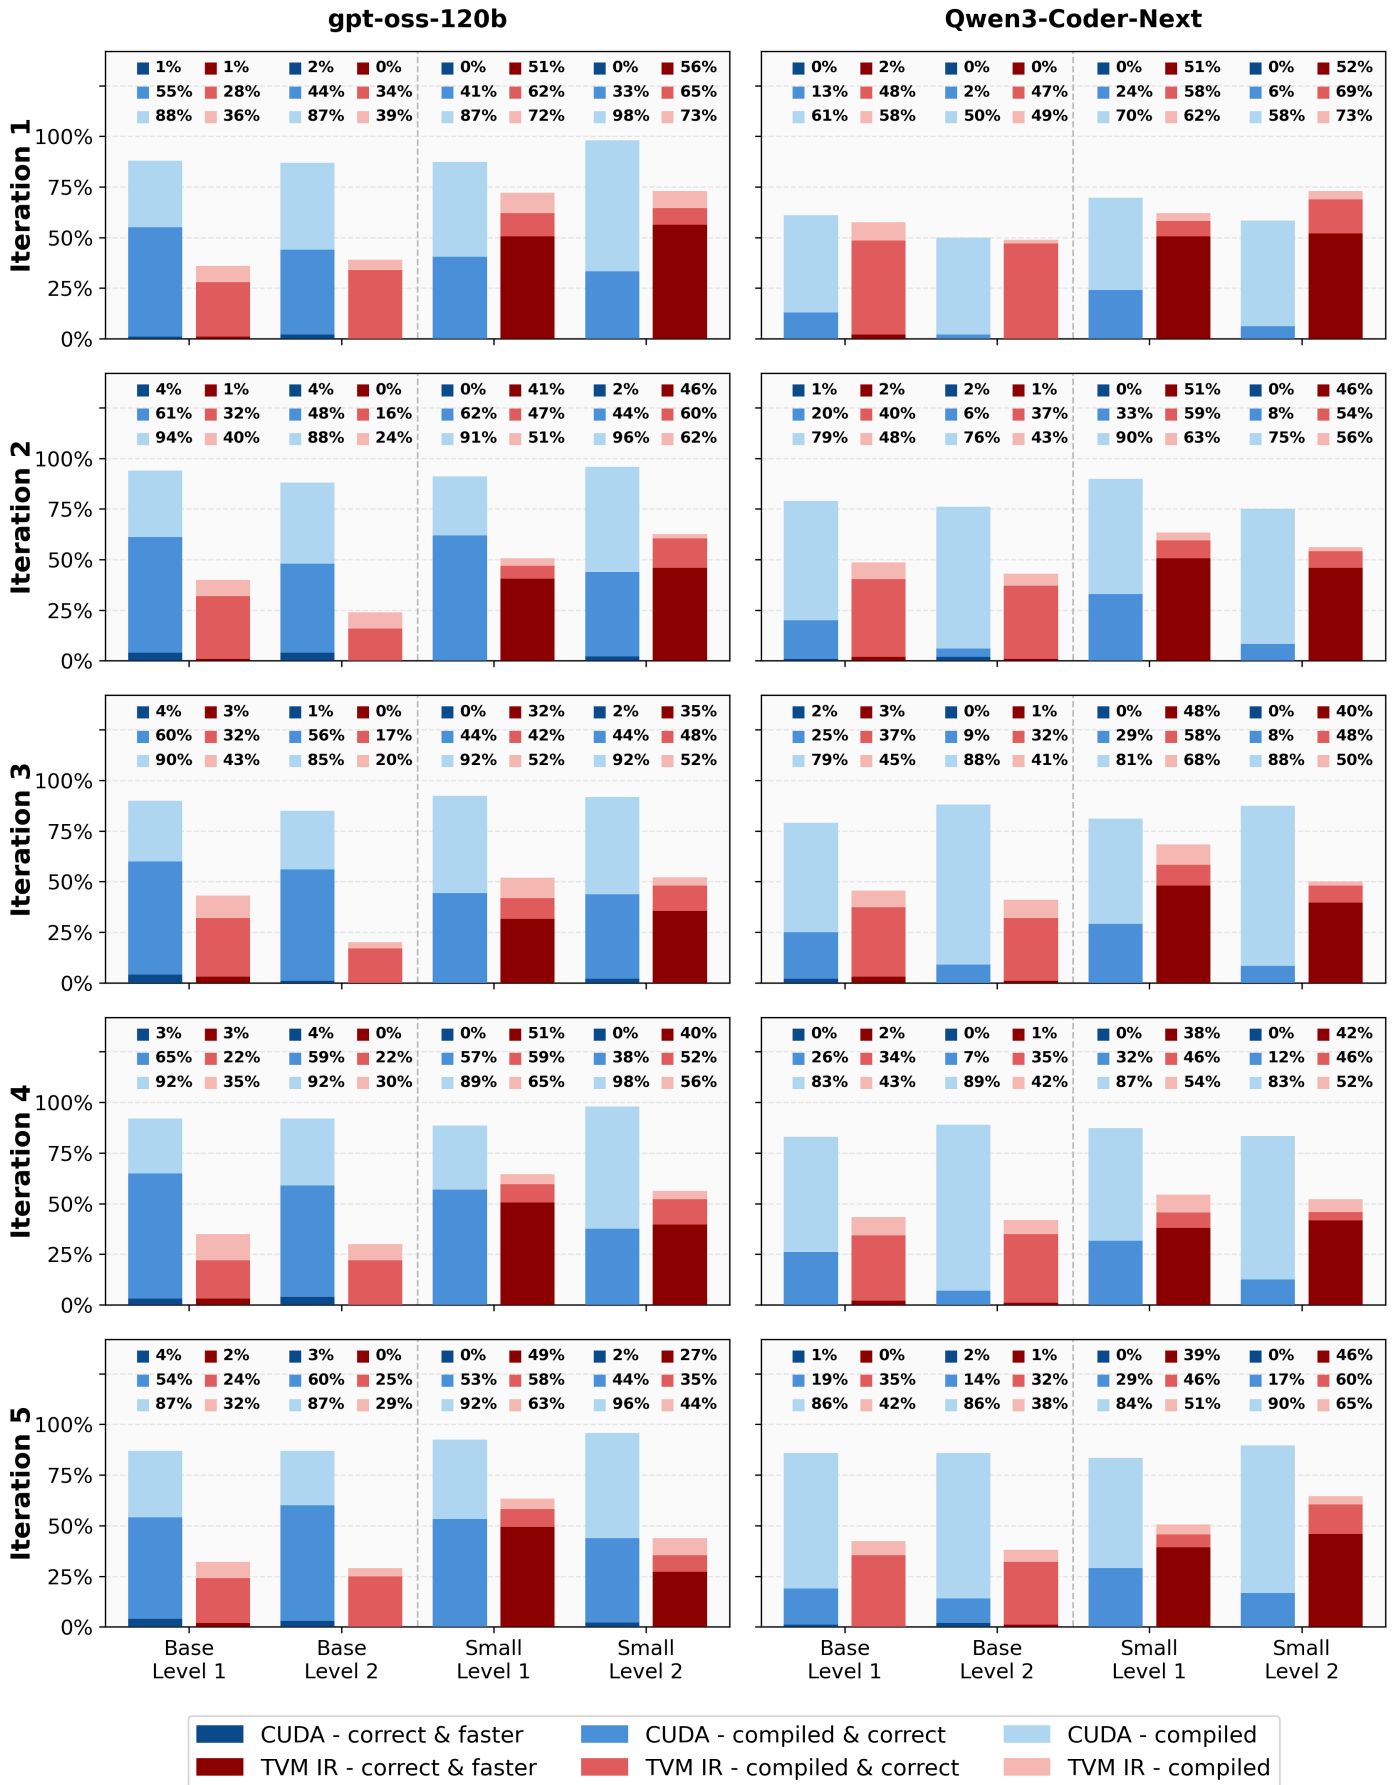 gpt-oss-120b
Qwen3-Coder-Next
Iteration 1
1% 1% 2% 0% 0% 51% 0% 56%
55% 28% 44% 34% 41% 62% 33% 65%
88% 36% 87% 39% 87% 72% 98% 73%
0% 2% 0% 0% 0% 51% 0% 52%
13% 48% 2% 47% 24% 58% 6% 69%
61% 58% 50% 49% 70% 62% 58% 73%
100%
75%
50%
25%
0%
Iteration 2
4% 1% 4% 0% 0% 41% 2% 46%
61% 32% 48% 16% 62% 47% 44% 60%
94% 40% 88% 24% 91% 51% 96% 62%
1% 2% 2% 1% 0% 51% 0% 46%
20% 40% 6% 37% 33% 59% 8% 54%
79% 48% 76% 43% 90% 63% 75% 56%
100%
75%
50%
25%
0%
Iteration 3
4% 3% 1% 0% 0% 32% 2% 35%
60% 32% 56% 17% 44% 42% 44% 48%
90% 43% 85% 20% 92% 52% 92% 52%
2% 3% 0% 1% 0% 48% 0% 40%
25% 37% 9% 32% 29% 58% 8% 48%
79% 45% 88% 41% 81% 68% 88% 50%
100%
75%
50%
25%
0%
Iteration 4
3% 3% 4% 0% 0% 51% 0% 40%
65% 22% 59% 22% 57% 59% 38% 52%
92% 35% 92% 30% 89% 65% 98% 56%
0% 2% 0% 1% 0% 38% 0% 42%
26% 34% 7% 35% 32% 46% 12% 46%
83% 43% 89% 42% 87% 54% 83% 52%
100%
75%
50%
25%
0%
Iteration 5
4% 2% 3% 0% 0% 49% 2% 27%
54% 24% 60% 25% 53% 58% 44% 35%
87% 32% 87% 29% 92% 63% 96% 44%
1% 0% 2% 1% 0% 39% 0% 46%
19% 35% 14% 32% 29% 46% 17% 60%
86% 42% 86% 38% 84% 51% 90% 65%
100%
75%
50%
25%
0%
Base Base Small Small
Level 1 Level 2 Level 1 Level 2
Base Base Small Small
Level 1 Level 2 Level 1 Level 2
CUDA - correct & faster
CUDA - compiled & correct
CUDA - compiled
TVM IR - correct & faster
TVM IR - compiled & correct
TVM IR - compiled